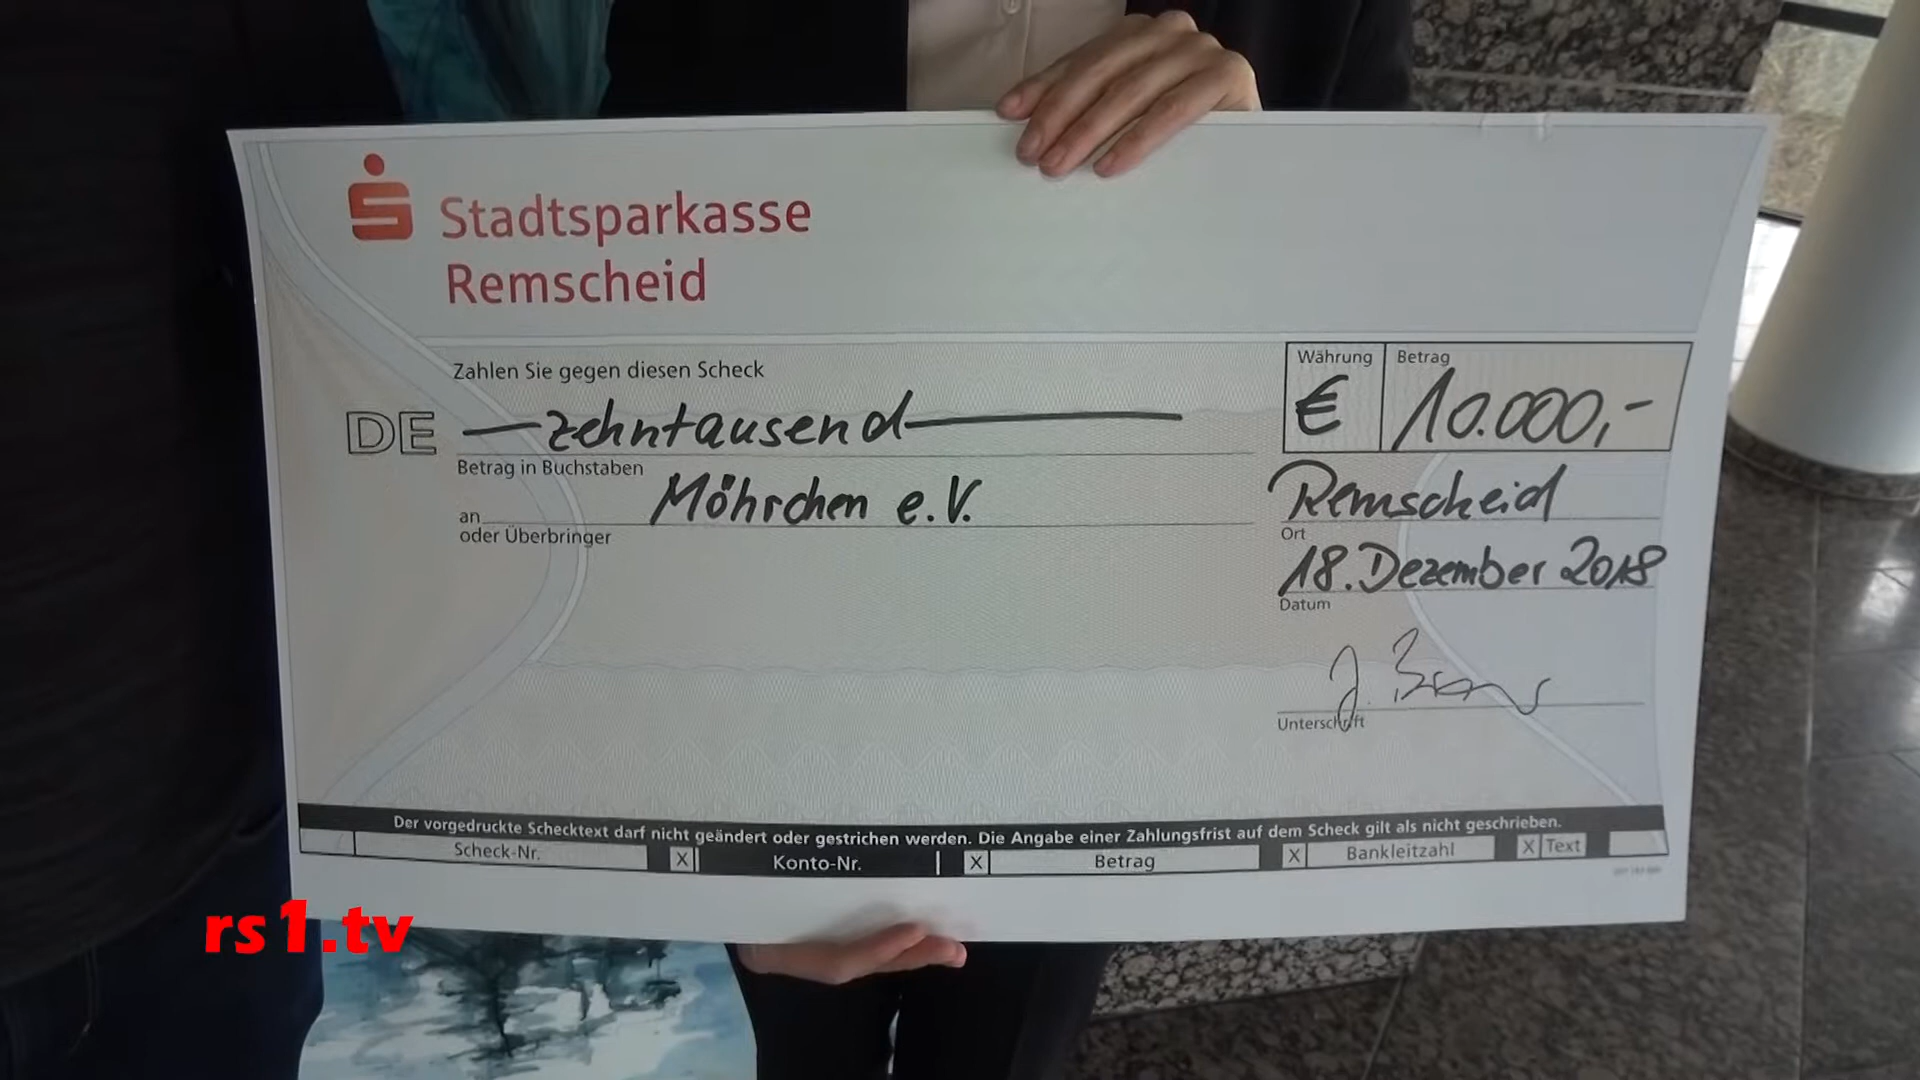 Stadtsparkasse
Remscheid
Zahlen Sie gegen diesen Scheck
Währung
Betrag
DE
— zehntausend —
€
10.000,-
Betrag in Buchstaben
Möhrchen e.V.
Remscheid
an
oder Überbringer
Ort
18. Dezember 2018
Datum
Unterschrift
Der vorgedruckte Schecktext darf nicht geändert oder gestrichen werden. Die Angabe einer Zahlungsfrist auf dem Scheck gilt als nicht geschrieben.
Scheck-Nr. X Konto-Nr. X Betrag X Bankleitzahl X Text
rs1.tv